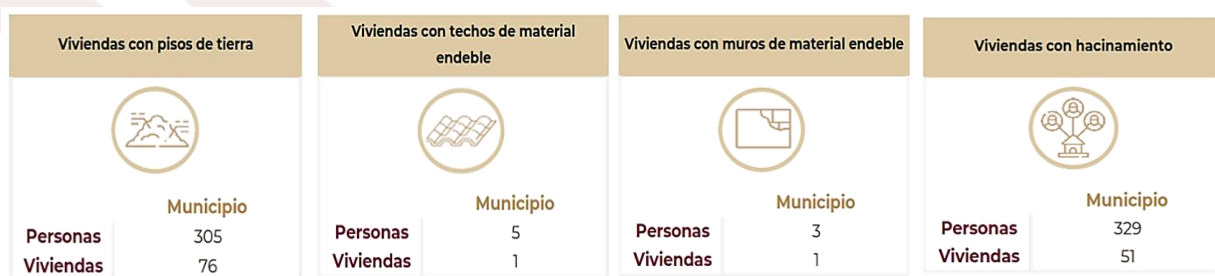 Viviendas con pisos de tierra
Municipio
Personas 305
Viviendas 76
Viviendas con techos de material
endeble
Municipio
Personas 5
Viviendas 1
Viviendas con muros de material endeble
Municipio
Personas 3
Viviendas 1
Viviendas con hacinamiento
Municipio
Personas 329
Viviendas 51